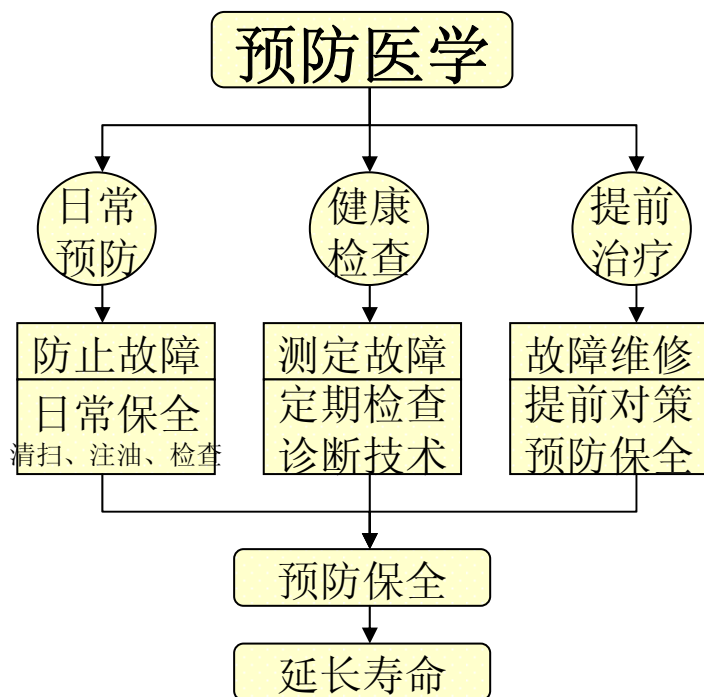 预防医学
日常
预防
健康
检查
提前
治疗
防止故障
日常保全
清扫、注油、检查
测定故障
定期检查
诊断技术
故障维修
提前对策
预防保全
预防保全
延长寿命